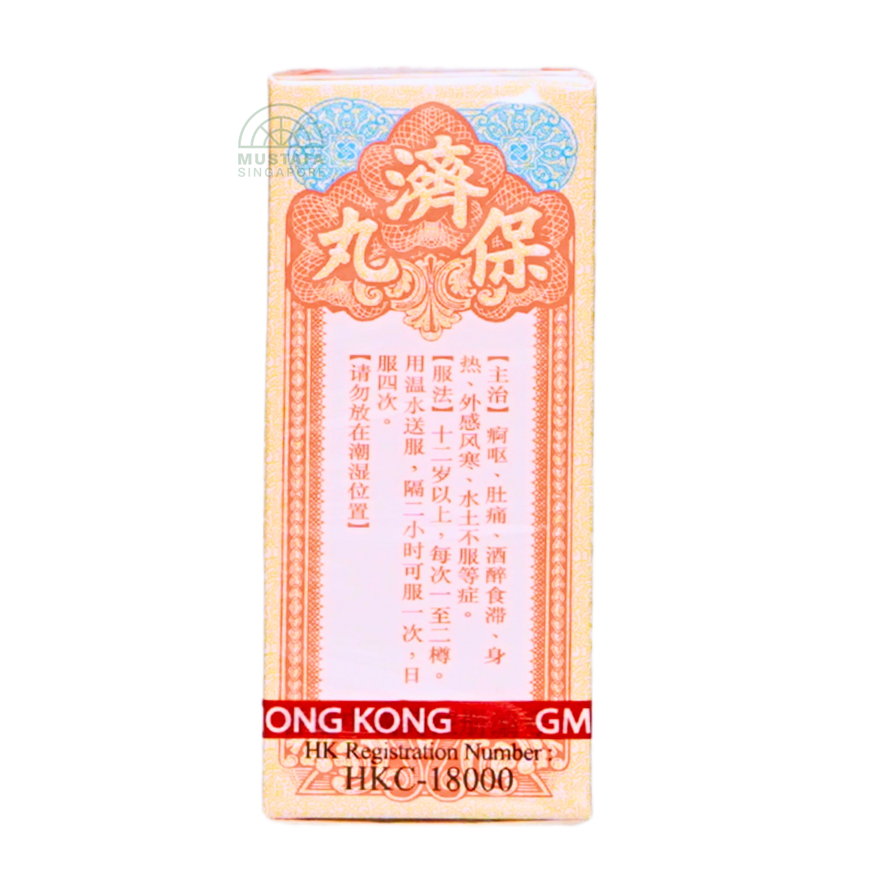 MUSTAFA
SINGAPORE
保濟丸
【主治】痾呕、肚痛、酒醉食滞、身
热、外感风寒、水土不服等症。
【服法】十二岁以上，每次一至二樽。
用温水送服，隔二小时可服一次，日
服四次。
【请勿放在潮湿位置】
ONG KONG
GM
HK Registration Number :
HKC-18000